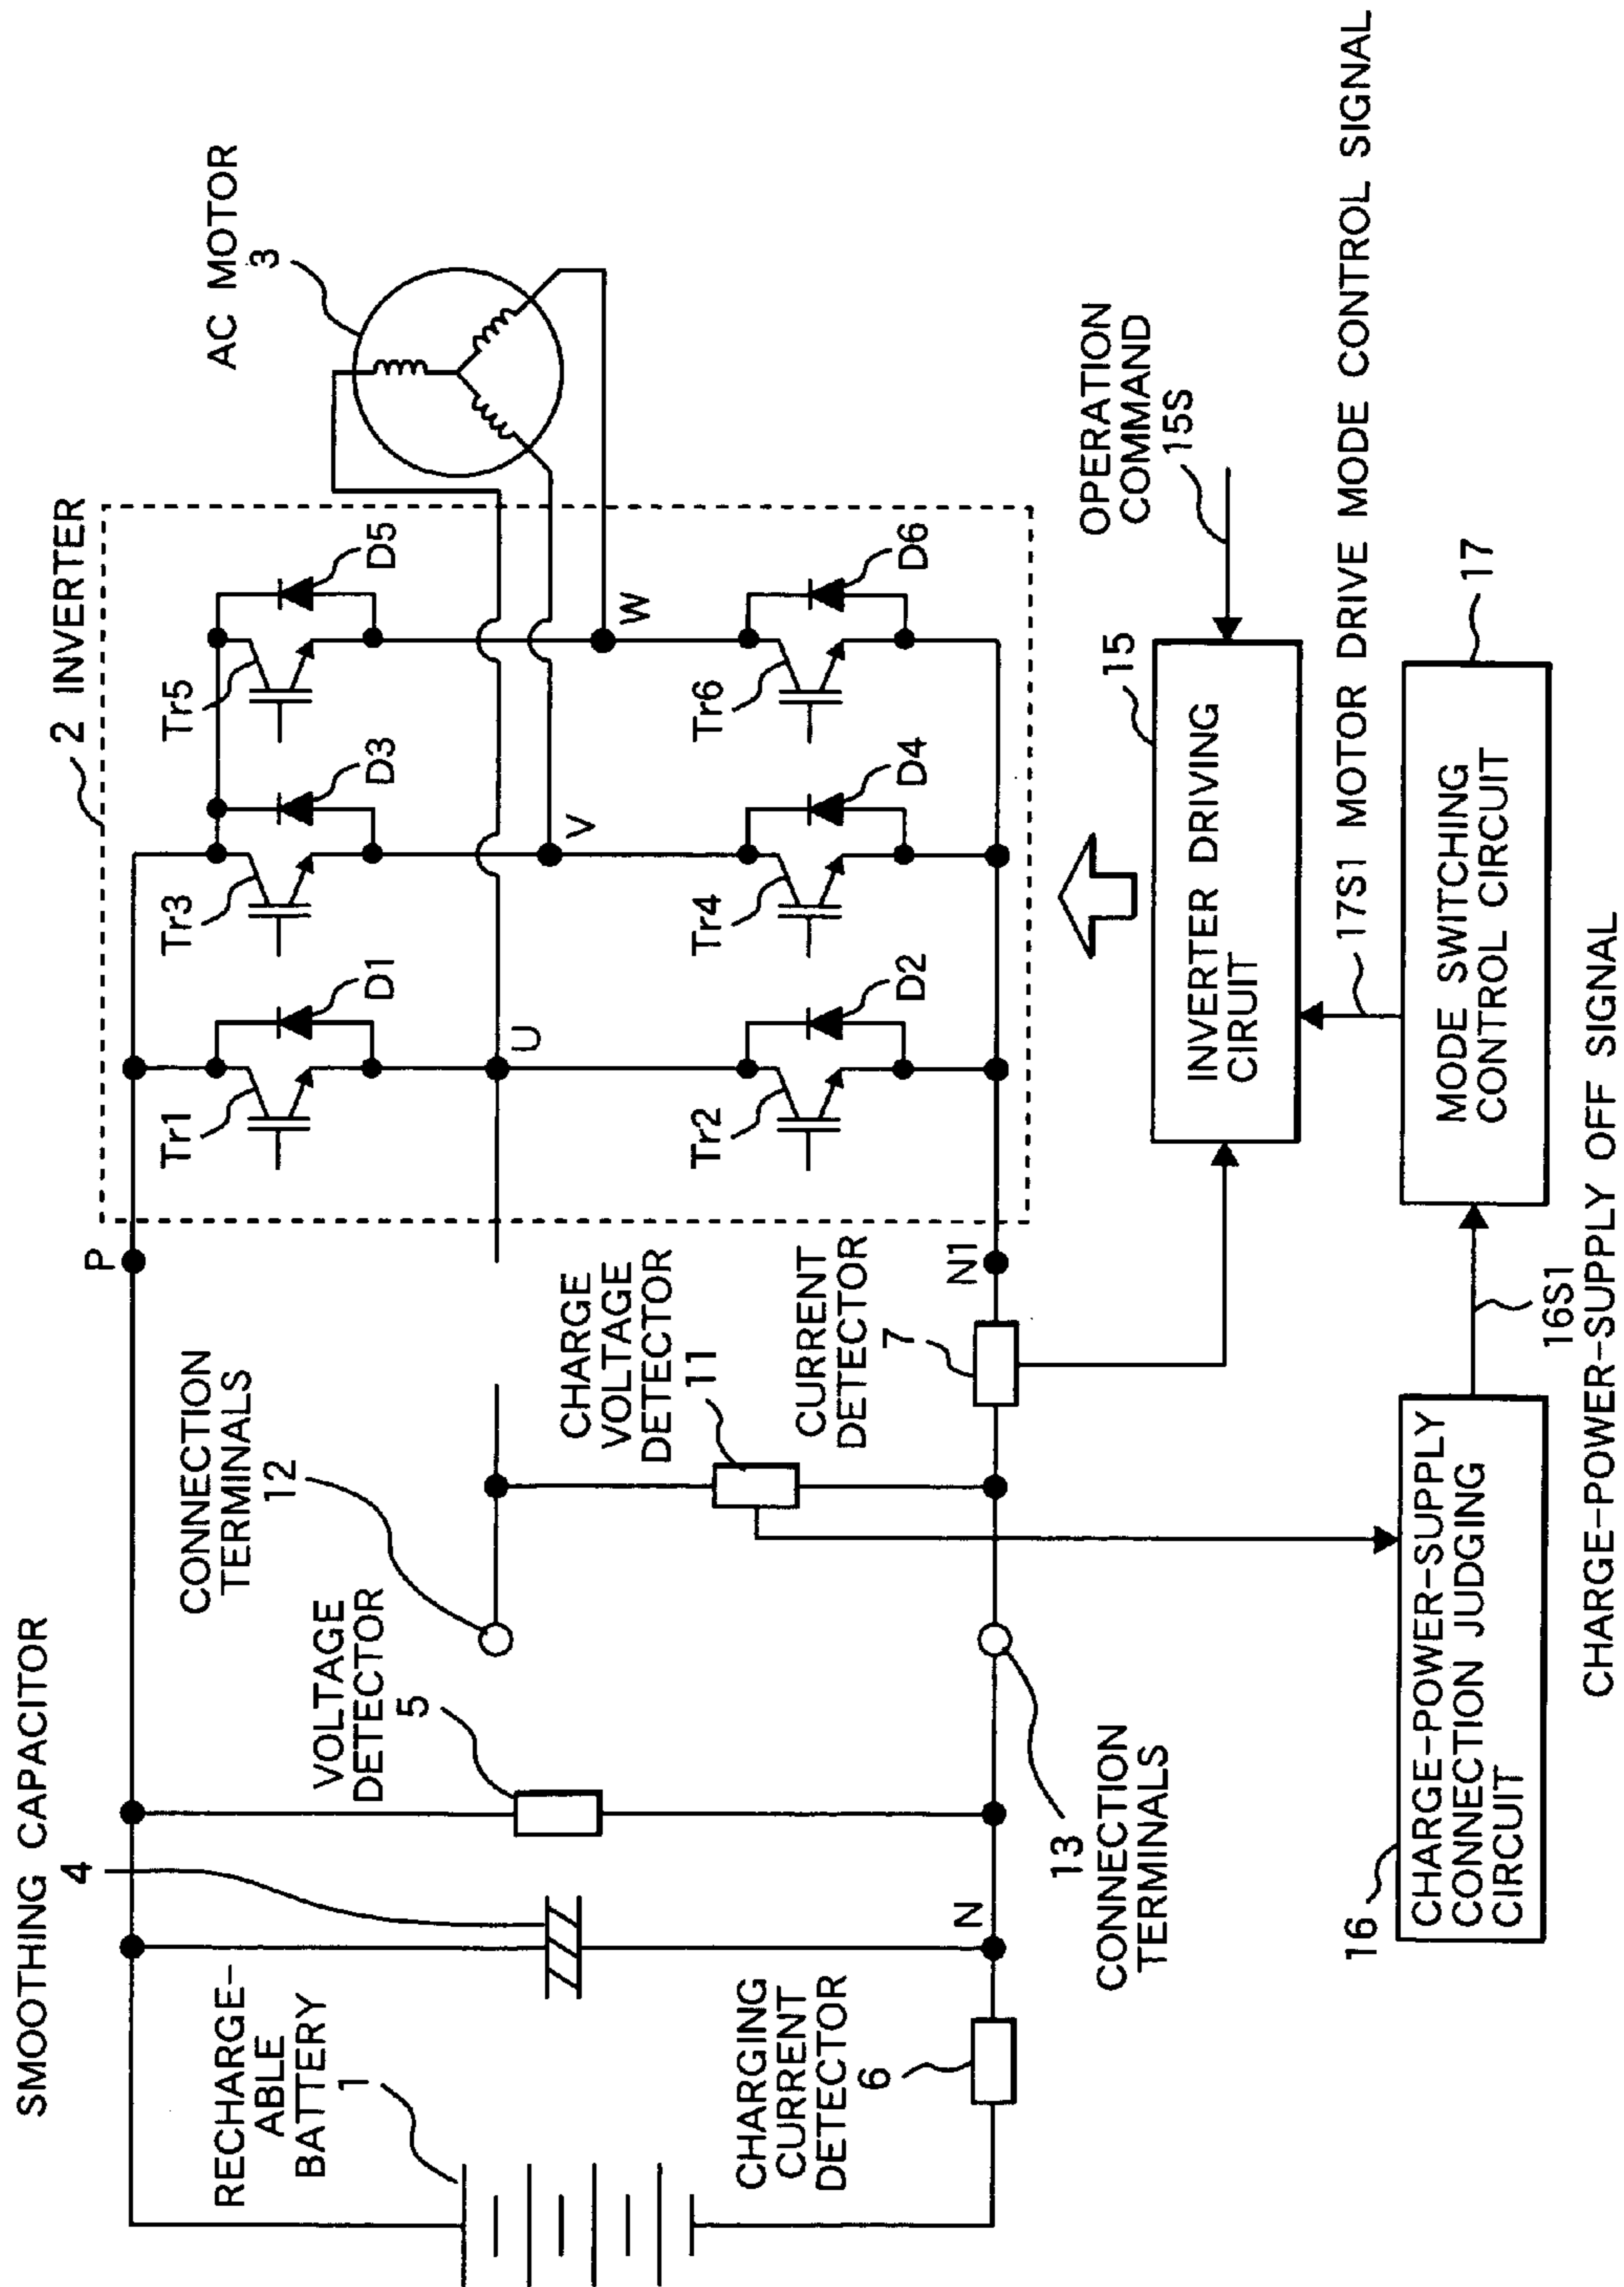 SMOOTHING CAPACITOR
4
RECHARGE-
ABLE
BATTERY
1
VOLTAGE
DETECTOR
5
CONNECTION
TERMINALS
12
P
2 INVERTER
Tr1
D1
Tr3
D3
Tr5
D5
AC MOTOR
3
U
V
W
Tr2
D2
Tr4
D4
Tr6
D6
CHARGING
CURRENT
DETECTOR
6
N
13
CONNECTION
TERMINALS
CHARGE
VOLTAGE
DETECTOR
11
CURRENT
DETECTOR
7
N1
OPERATION
COMMAND
15S
15
INVERTER DRIVING
CIRUIT
17S1 MOTOR DRIVE MODE CONTROL SIGNAL
16
CHARGE-POWER-SUPPLY
CONNECTION JUDGING
CIRCUIT
16S1
CHARGE-POWER-SUPPLY OFF SIGNAL
MODE SWITCHING
CONTROL CIRCUIT
17